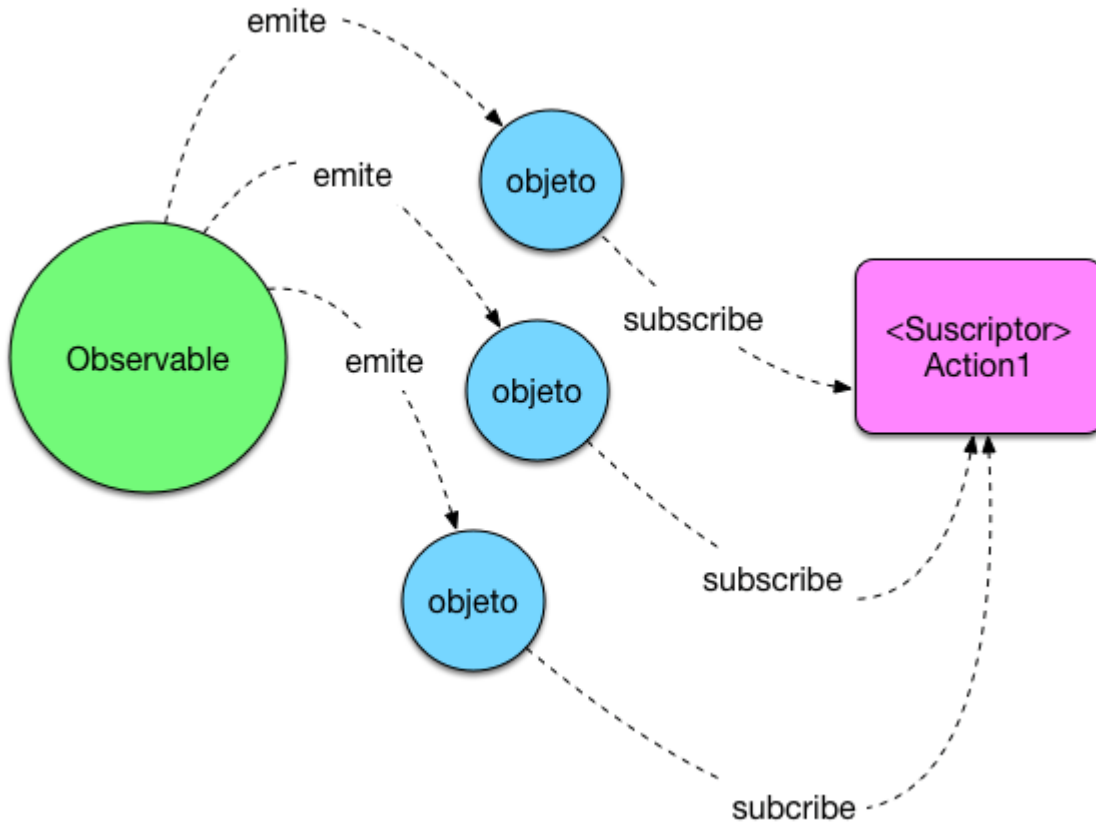 emite
emite
objeto
Observable
emite
subscribe
<Suscriptor>
Action1
objeto
subscribe
objeto
subcribe